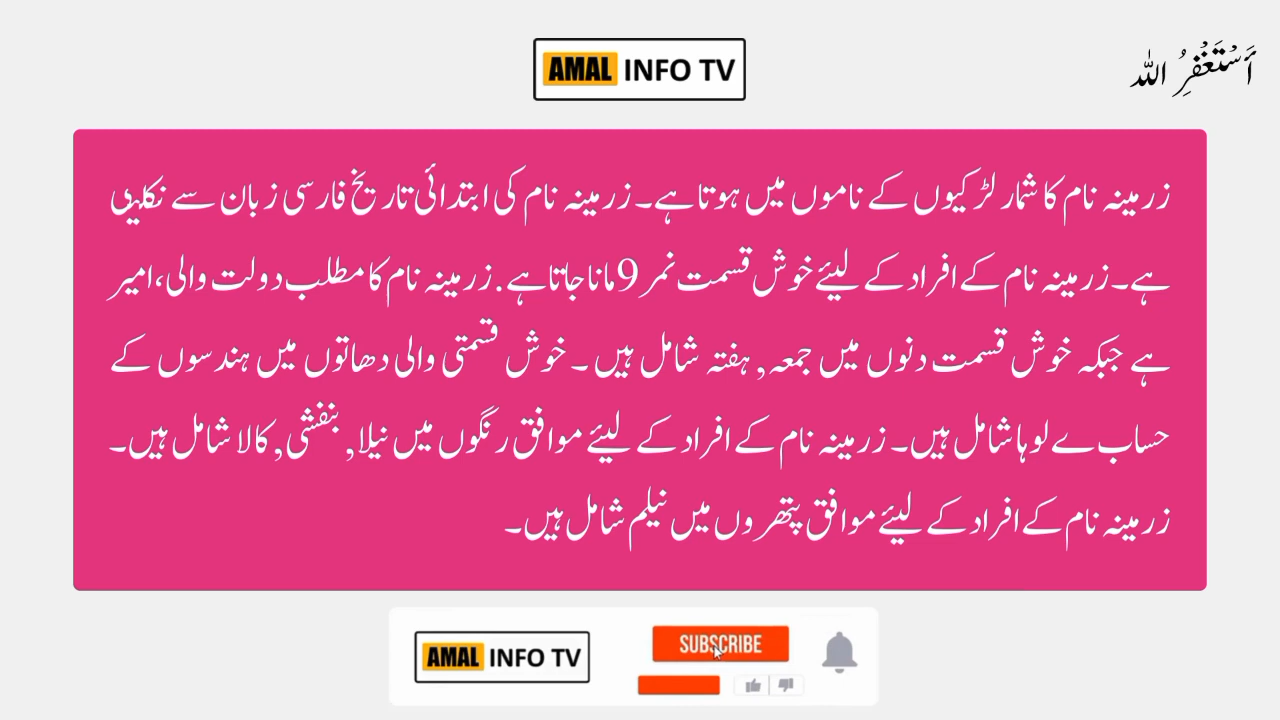 AMAL INFO TV
أَسْتَغْفِرُ اللّٰہ
زرمینہ نام کا شمار لڑکیوں کے ناموں میں ہوتا ہے۔ زرمینہ نام کی ابتدائی تاریخ فارسی زبان سے نکلیہی
ہے۔ زرمینہ نام کے افراد کے لیئے خوش قسمت نمر 9 مانا جاتا ہے. زرمینہ نام کا مطلب دولت والی، امیر
ہے جبکہ خوش قسمت دنوں میں جمعہ, ہفتہ شامل ہیں ۔ خوش قسمتی والی دھاتوں میں ہندسوں کے
حساب ے لوہا شامل ہیں۔ زرمینہ نام کے افراد کے لیئے موافق رنگوں میں نیلا, بنفشی, کالا شامل ہیں۔
زرمینہ نام کے افراد کے لیئے موافق پتھروں میں نیلم شامل ہیں۔
AMAL INFO TV SUBSCRIBE